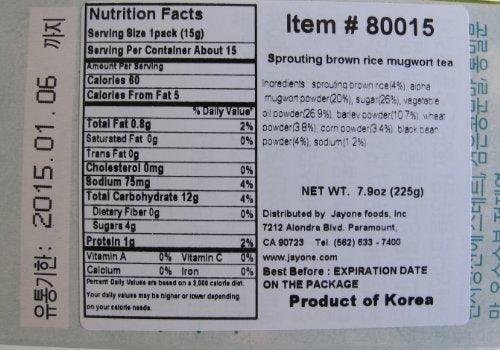 유통기한: 2015.01.06 까지
Nutrition Facts
Serving Size 1pack (15g)
Serving Per Container About 15
Amount Per Serving
Calories 60
Calories From Fat 5
% Daily Value*
Total Fat 0.8g 2%
Saturated Fat 0g 0%
Trans Fat 0g
Cholesterol 0mg 0%
Sodium 75mg 4%
Total Carbohydrate 12g 4%
Dietary Fiber 0g 0%
Sugars 4g
Protein 1g 2%
Vitamin A 0% Vitamin C 0%
Calcium 0% Iron 0%
Percent Daily Values are based on a 2,000 calorie diet.
Your daily values may be higher or lower depending
on your calorie needs.
Item # 80015
Sprouting brown rice mugwort tea
Ingredients sprouting brown rice(4%), alpha
mugwort powder(20%), sugar(26%), vegetable
oil powder(26.9%), barley powder(10.7%), wheat
powder(3.8%), corn powder(3.4%), black bean
powder(4%), sodium(1.2%)
NET WT. 7.9oz (225g)
Distributed by Jayone foods, Inc
7212 Alondra Blvd. Paramount,
CA 90723 Tel. (562) 633 - 7400
www.jayone.com
Best Before : EXPIRATION DATE
ON THE PACKAGE
Product of Korea